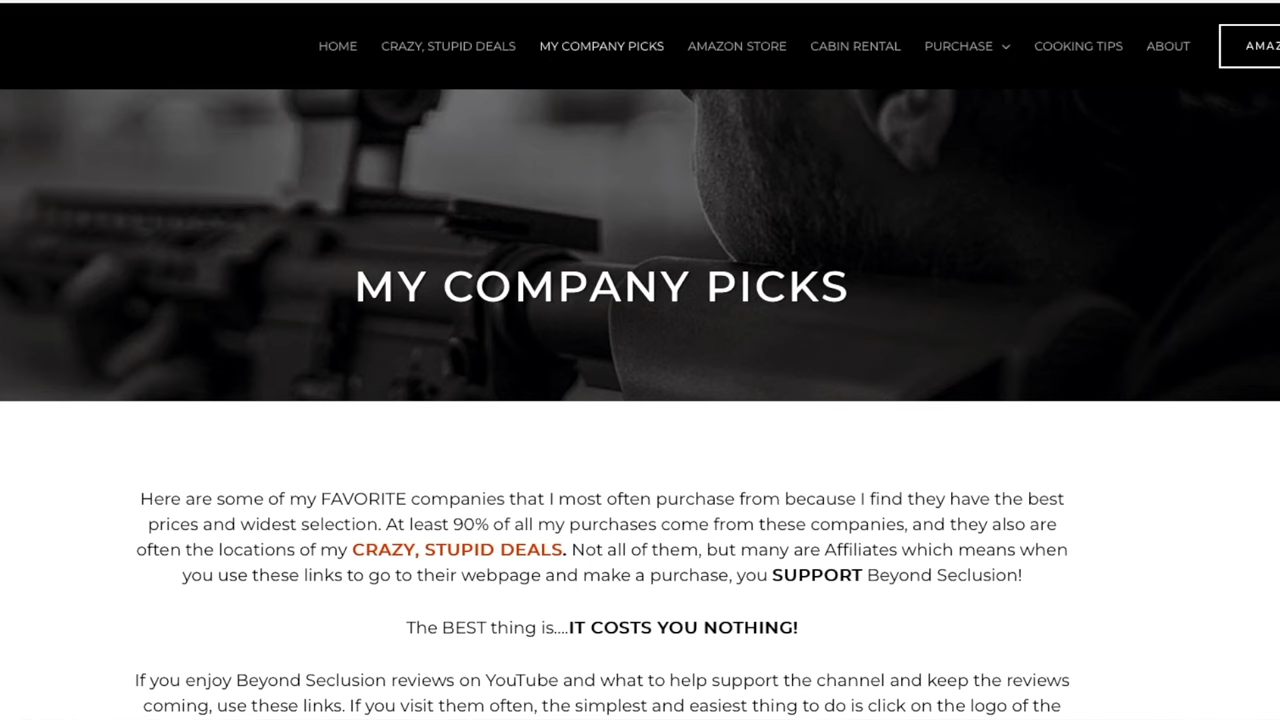 HOME CRAZY, STUPID DEALS MY COMPANY PICKS AMAZON STORE CABIN RENTAL PURCHASE COOKING TIPS ABOUT AMAZ
MY COMPANY PICKS
Here are some of my FAVORITE companies that I most often purchase from because I find they have the best
prices and widest selection. At least 90% of all my purchases come from these companies, and they also are
often the locations of my CRAZY, STUPID DEALS. Not all of them, but many are Affiliates which means when
you use these links to go to their webpage and make a purchase, you SUPPORT Beyond Seclusion!
The BEST thing is....IT COSTS YOU NOTHING!
If you enjoy Beyond Seclusion reviews on YouTube and what to help support the channel and keep the reviews
coming, use these links. If you visit them often, the simplest and easiest thing to do is click on the logo of the